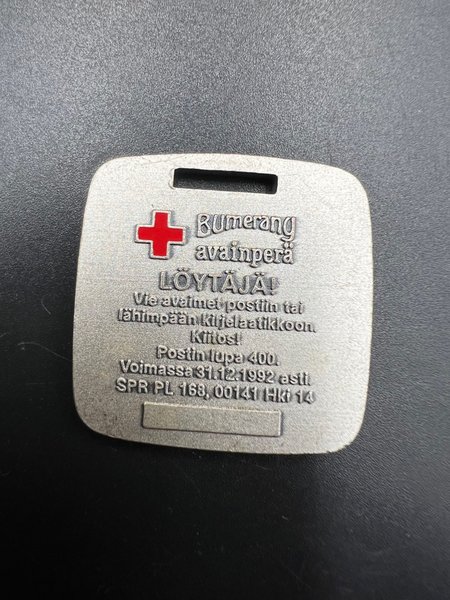 Bumerang
avainperä
LÖYTÄJÄ!
Vie avaimet postiin tai
lähimpään kirjelaatikkoon.
Kiitos!
Postin lupa 400.
Voimassa 31.12.1992 asti.
SPR PL 168, 00141 Hki 14